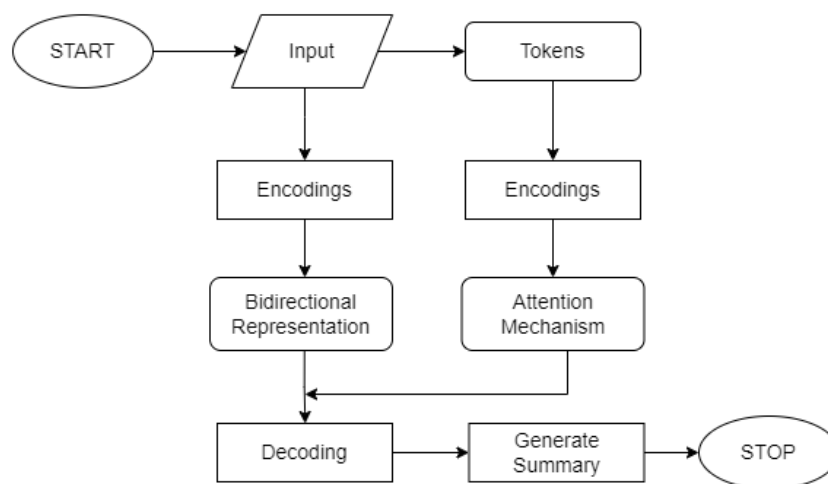 START
Input
Tokens
Encodings
Encodings
Bidirectional
Representation
Attention
Mechanism
Decoding
Generate
Summary
STOP